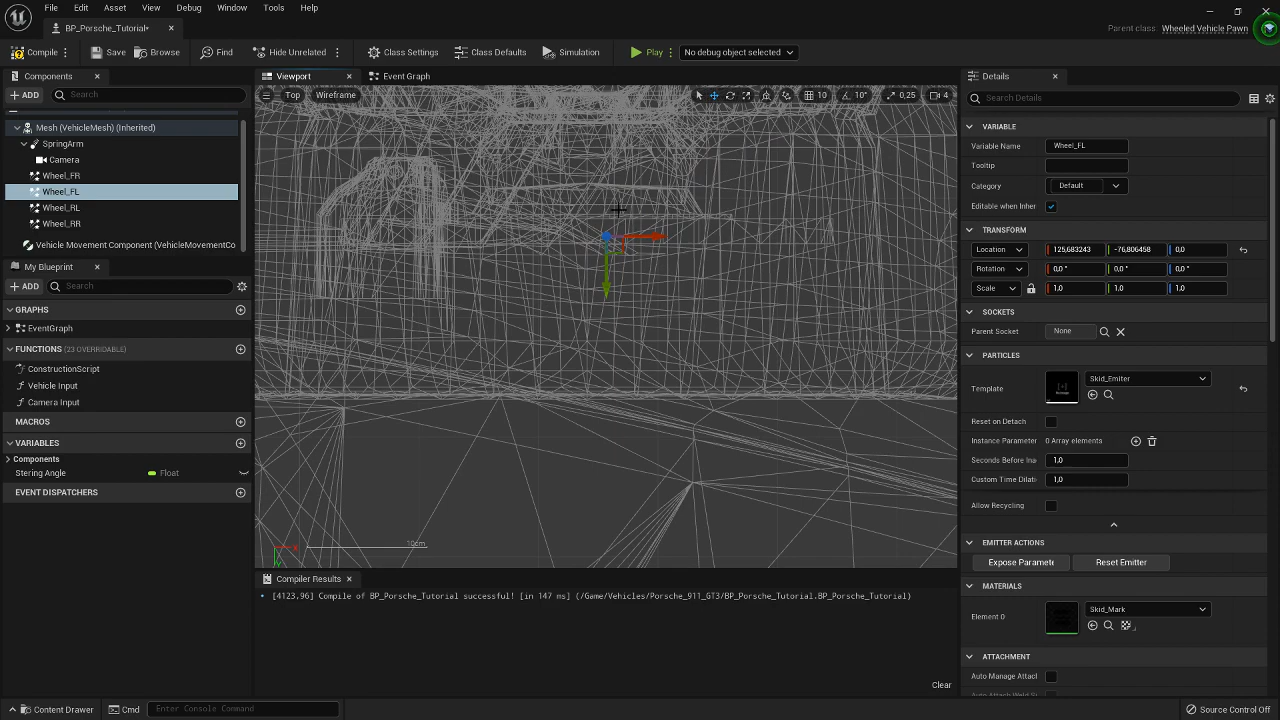 File Edit Asset View Debug Window Tools Help
BP_Porsche_Tutorial*
Parent class: Wheeled Vehicle Pawn
Compile Save Browse Find Hide Unrelated Class Settings Class Defaults Simulation Play No debug object selected
Components
ADD Search
Mesh (VehicleMesh) (Inherited)
SpringArm
Camera
Wheel_FR
Wheel_FL
Wheel_RL
Wheel_RR
Vehicle Movement Component (VehicleMovementCo
My Blueprint
ADD Search
GRAPHS
EventGraph
FUNCTIONS (23 OVERRIDABLE)
ConstructionScript
Vehicle Input
Camera Input
MACROS
VARIABLES
Components
Stering Angle Float
EVENT DISPATCHERS
Viewport Event Graph
Top Wireframe 10 10° 0,25 4
10cm
X
Y
Compiler Results
[4123,96] Compile of BP_Porsche_Tutorial successful! [in 147 ms] (/Game/Vehicles/Porsche_911_GT3/BP_Porsche_Tutorial.BP_Porsche_Tutorial)
Clear
Details
Search Details
VARIABLE
Variable Name Wheel_FL
Tooltip
Category Default
Editable when Inher
TRANSFORM
Location 125,683243 -76,806458 0,0
Rotation 0,0 ° 0,0 ° 0,0 °
Scale 1,0 1,0 1,0
SOCKETS
Parent Socket None
PARTICLES
Template Skid_Emiter
Reset on Detach
Instance Parameter 0 Array elements
Seconds Before Ina 1,0
Custom Time Dilati 1,0
Allow Recycling
EMITTER ACTIONS
Expose Paramete Reset Emitter
MATERIALS
Element 0 Skid_Mark
ATTACHMENT
Auto Manage Attacl
Content Drawer Cmd Enter Console Command Source Control Off